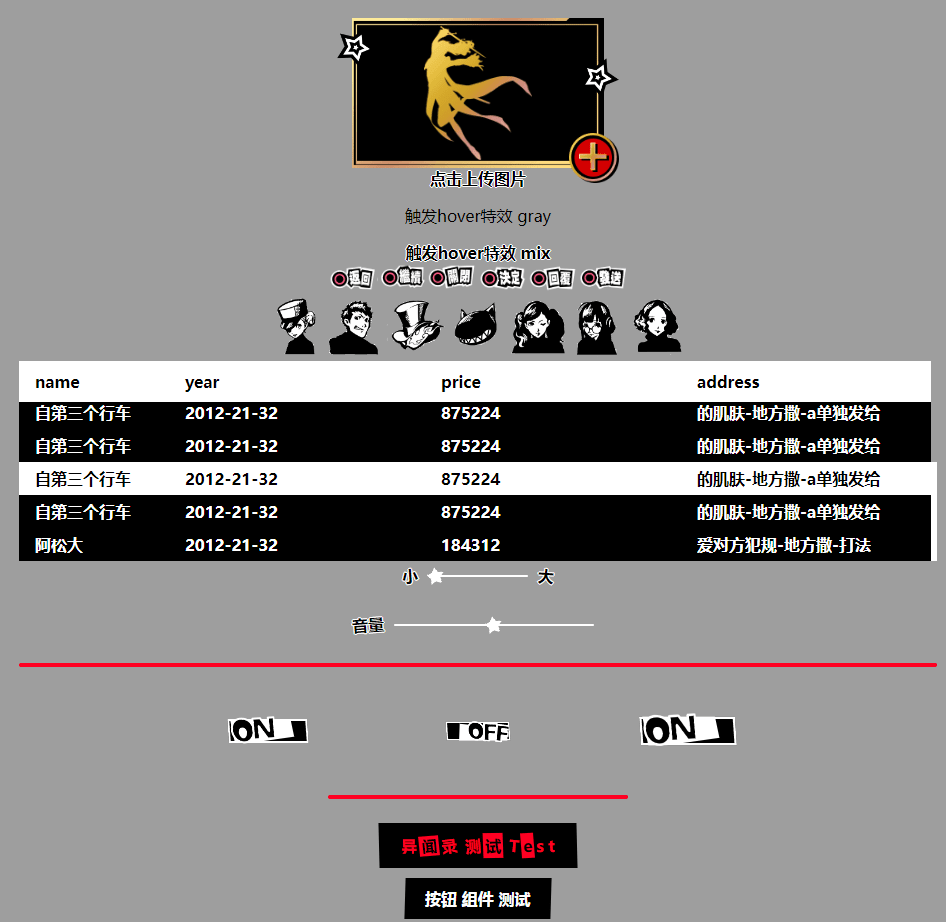 点击上传图片
触发hover特效 gray
触发hover特效 mix
返回 繼續 關閉 決定 回覆 發送
name year price address
自第三个行车 2012-21-32 875224 的肌肤-地方撒-a单独发给
自第三个行车 2012-21-32 875224 的肌肤-地方撒-a单独发给
自第三个行车 2012-21-32 875224 的肌肤-地方撒-a单独发给
自第三个行车 2012-21-32 875224 的肌肤-地方撒-a单独发给
阿松大 2012-21-32 184312 爱对方犯规-地方撒-打法
小 大
音量
ON OFF ON
异闻录 测试 Test
按钮 组件 测试